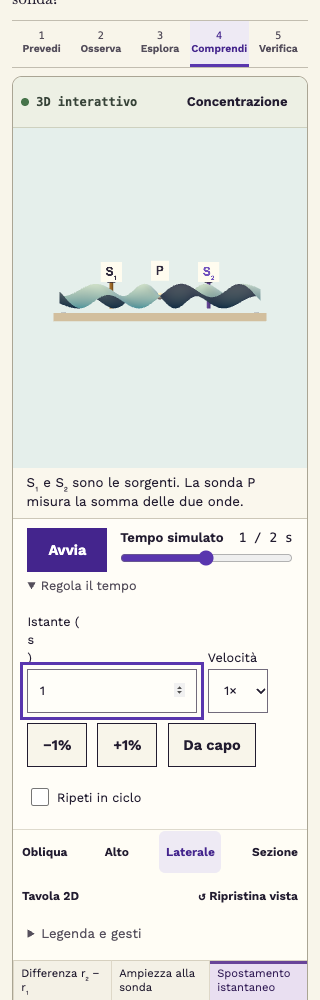 sonda?
1 2 3 4 5
Prevedi Osserva Esplora Comprendi Verifica
3D interattivo Concentrazione
S₁ P S₂
S₁ e S₂ sono le sorgenti. La sonda P
misura la somma delle due onde.
Avvia Tempo simulato 1 / 2 s
▼ Regola il tempo
Istante (
s
) Velocità
1 1×
−1% +1% Da capo
Ripeti in ciclo
Obliqua Alto Laterale Sezione
Tavola 2D ↺ Ripristina vista
▶ Legenda e gesti
Differenza r₂ − Ampiezza alla Spostamento
r₁ sonda istantaneo